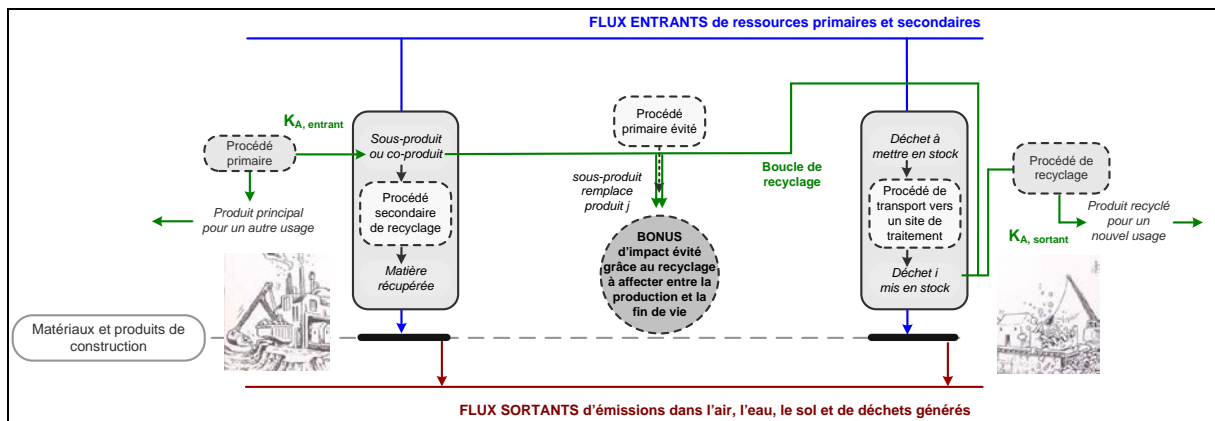 FLUX ENTRANTS de ressources primaires et secondaires
K A, entrant
Procédé
primaire
Produit principal
pour un autre usage
Sous-produit
ou co-produit
Procédé
secondaire
de recyclage
Matière
récupérée
Procédé
primaire évité
sous-produit
remplace
produit j
BONUS
d'impact évité
grâce au recyclage
à affecter entre la
production et la
fin de vie
Boucle de
recyclage
Déchet à
mettre en stock
Procédé de
transport vers
un site de
traitement
Déchet i
mis en stock
Procédé de
recyclage
K A, sortant
Produit recyclé
pour un
nouvel usage
Matériaux et produits de
construction
FLUX SORTANTS d'émissions dans l'air, l'eau, le sol et de déchets générés